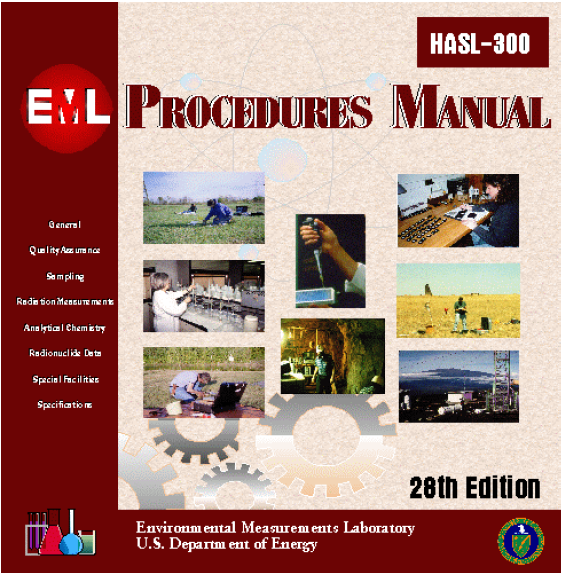 HASL-300
EML PROCEDURES MANUAL
General
Quality Assurance
Sampling
Radiation Measurements
Analytical Chemistry
Radionuclide Data
Special Facilities
Specifications
28th Edition
Environmental Measurements Laboratory
U.S. Department of Energy